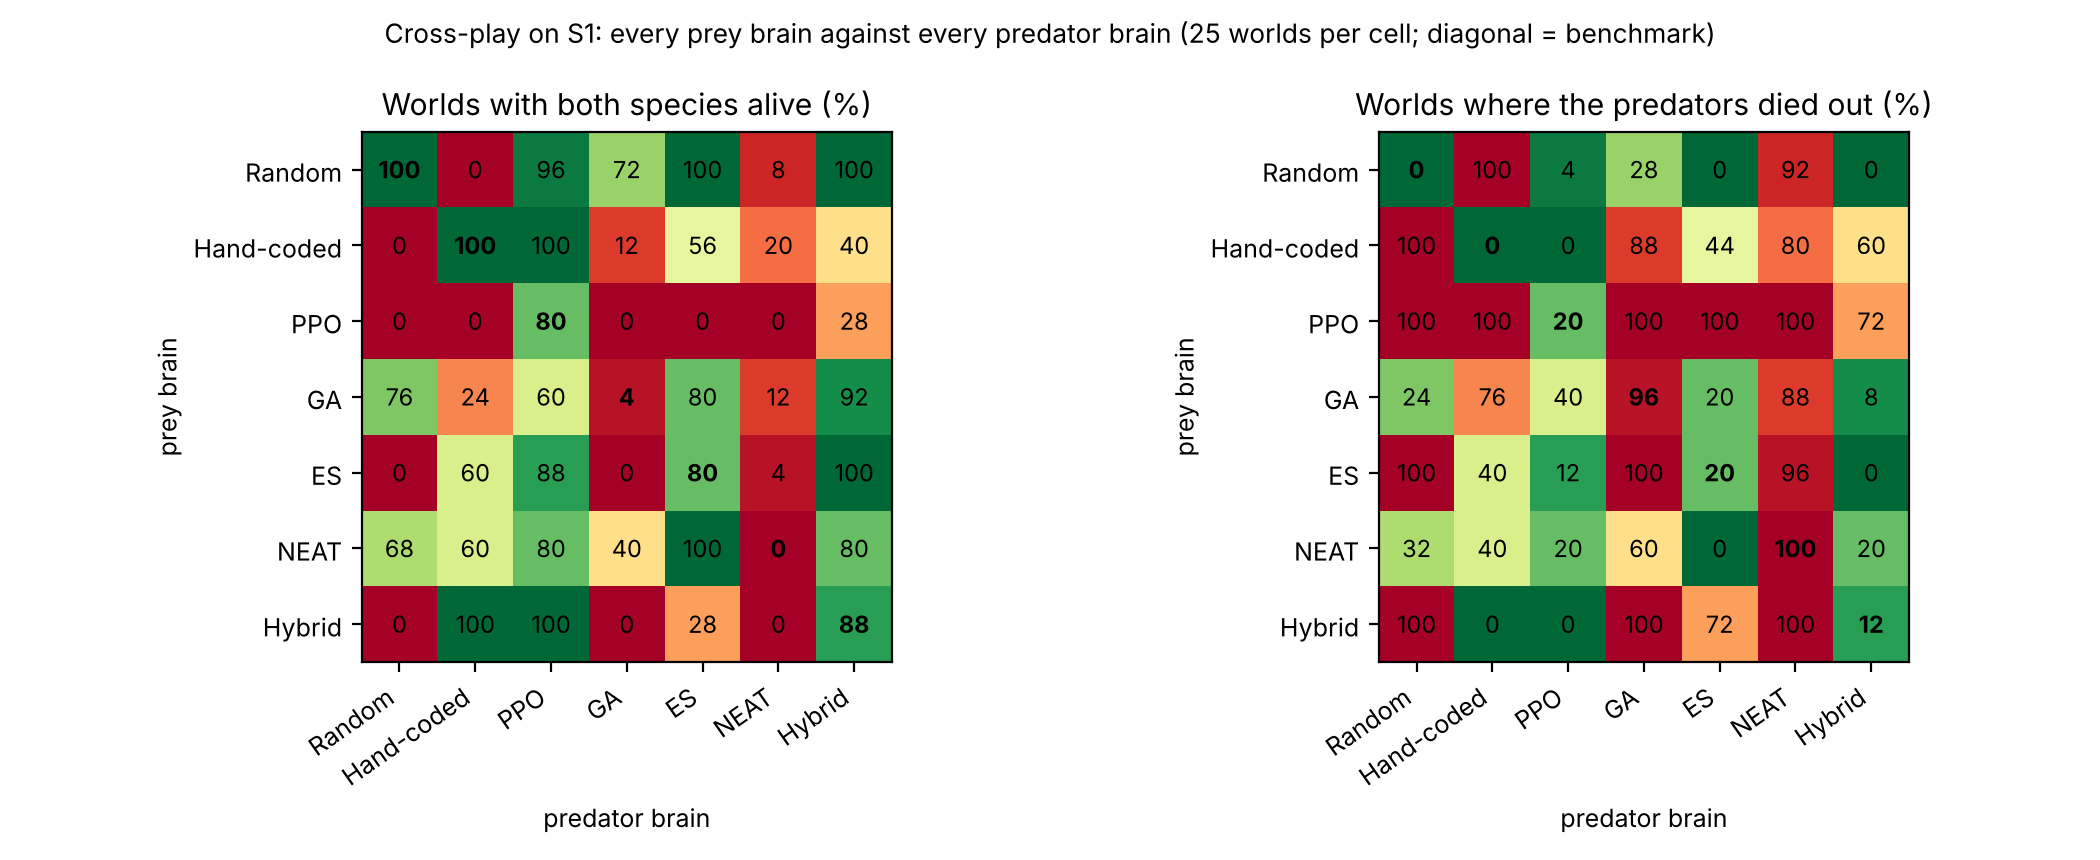 Cross-play on S1: every prey brain against every predator brain (25 worlds per cell; diagonal = benchmark)
Worlds with both species alive (%)
prey brain
Random 100 0 96 72 100 8 100
Hand-coded 0 100 100 12 56 20 40
PPO 0 0 80 0 0 0 28
GA 76 24 60 4 80 12 92
ES 0 60 88 0 80 4 100
NEAT 68 60 80 40 100 0 80
Hybrid 0 100 100 0 28 0 88
Random Hand-coded PPO GA ES NEAT Hybrid
predator brain
Worlds where the predators died out (%)
prey brain
Random 0 100 4 28 0 92 0
Hand-coded 100 0 0 88 44 80 60
PPO 100 100 20 100 100 100 72
GA 24 76 40 96 20 88 8
ES 100 40 12 100 20 96 0
NEAT 32 40 20 60 0 100 20
Hybrid 100 0 0 100 72 100 12
Random Hand-coded PPO GA ES NEAT Hybrid
predator brain